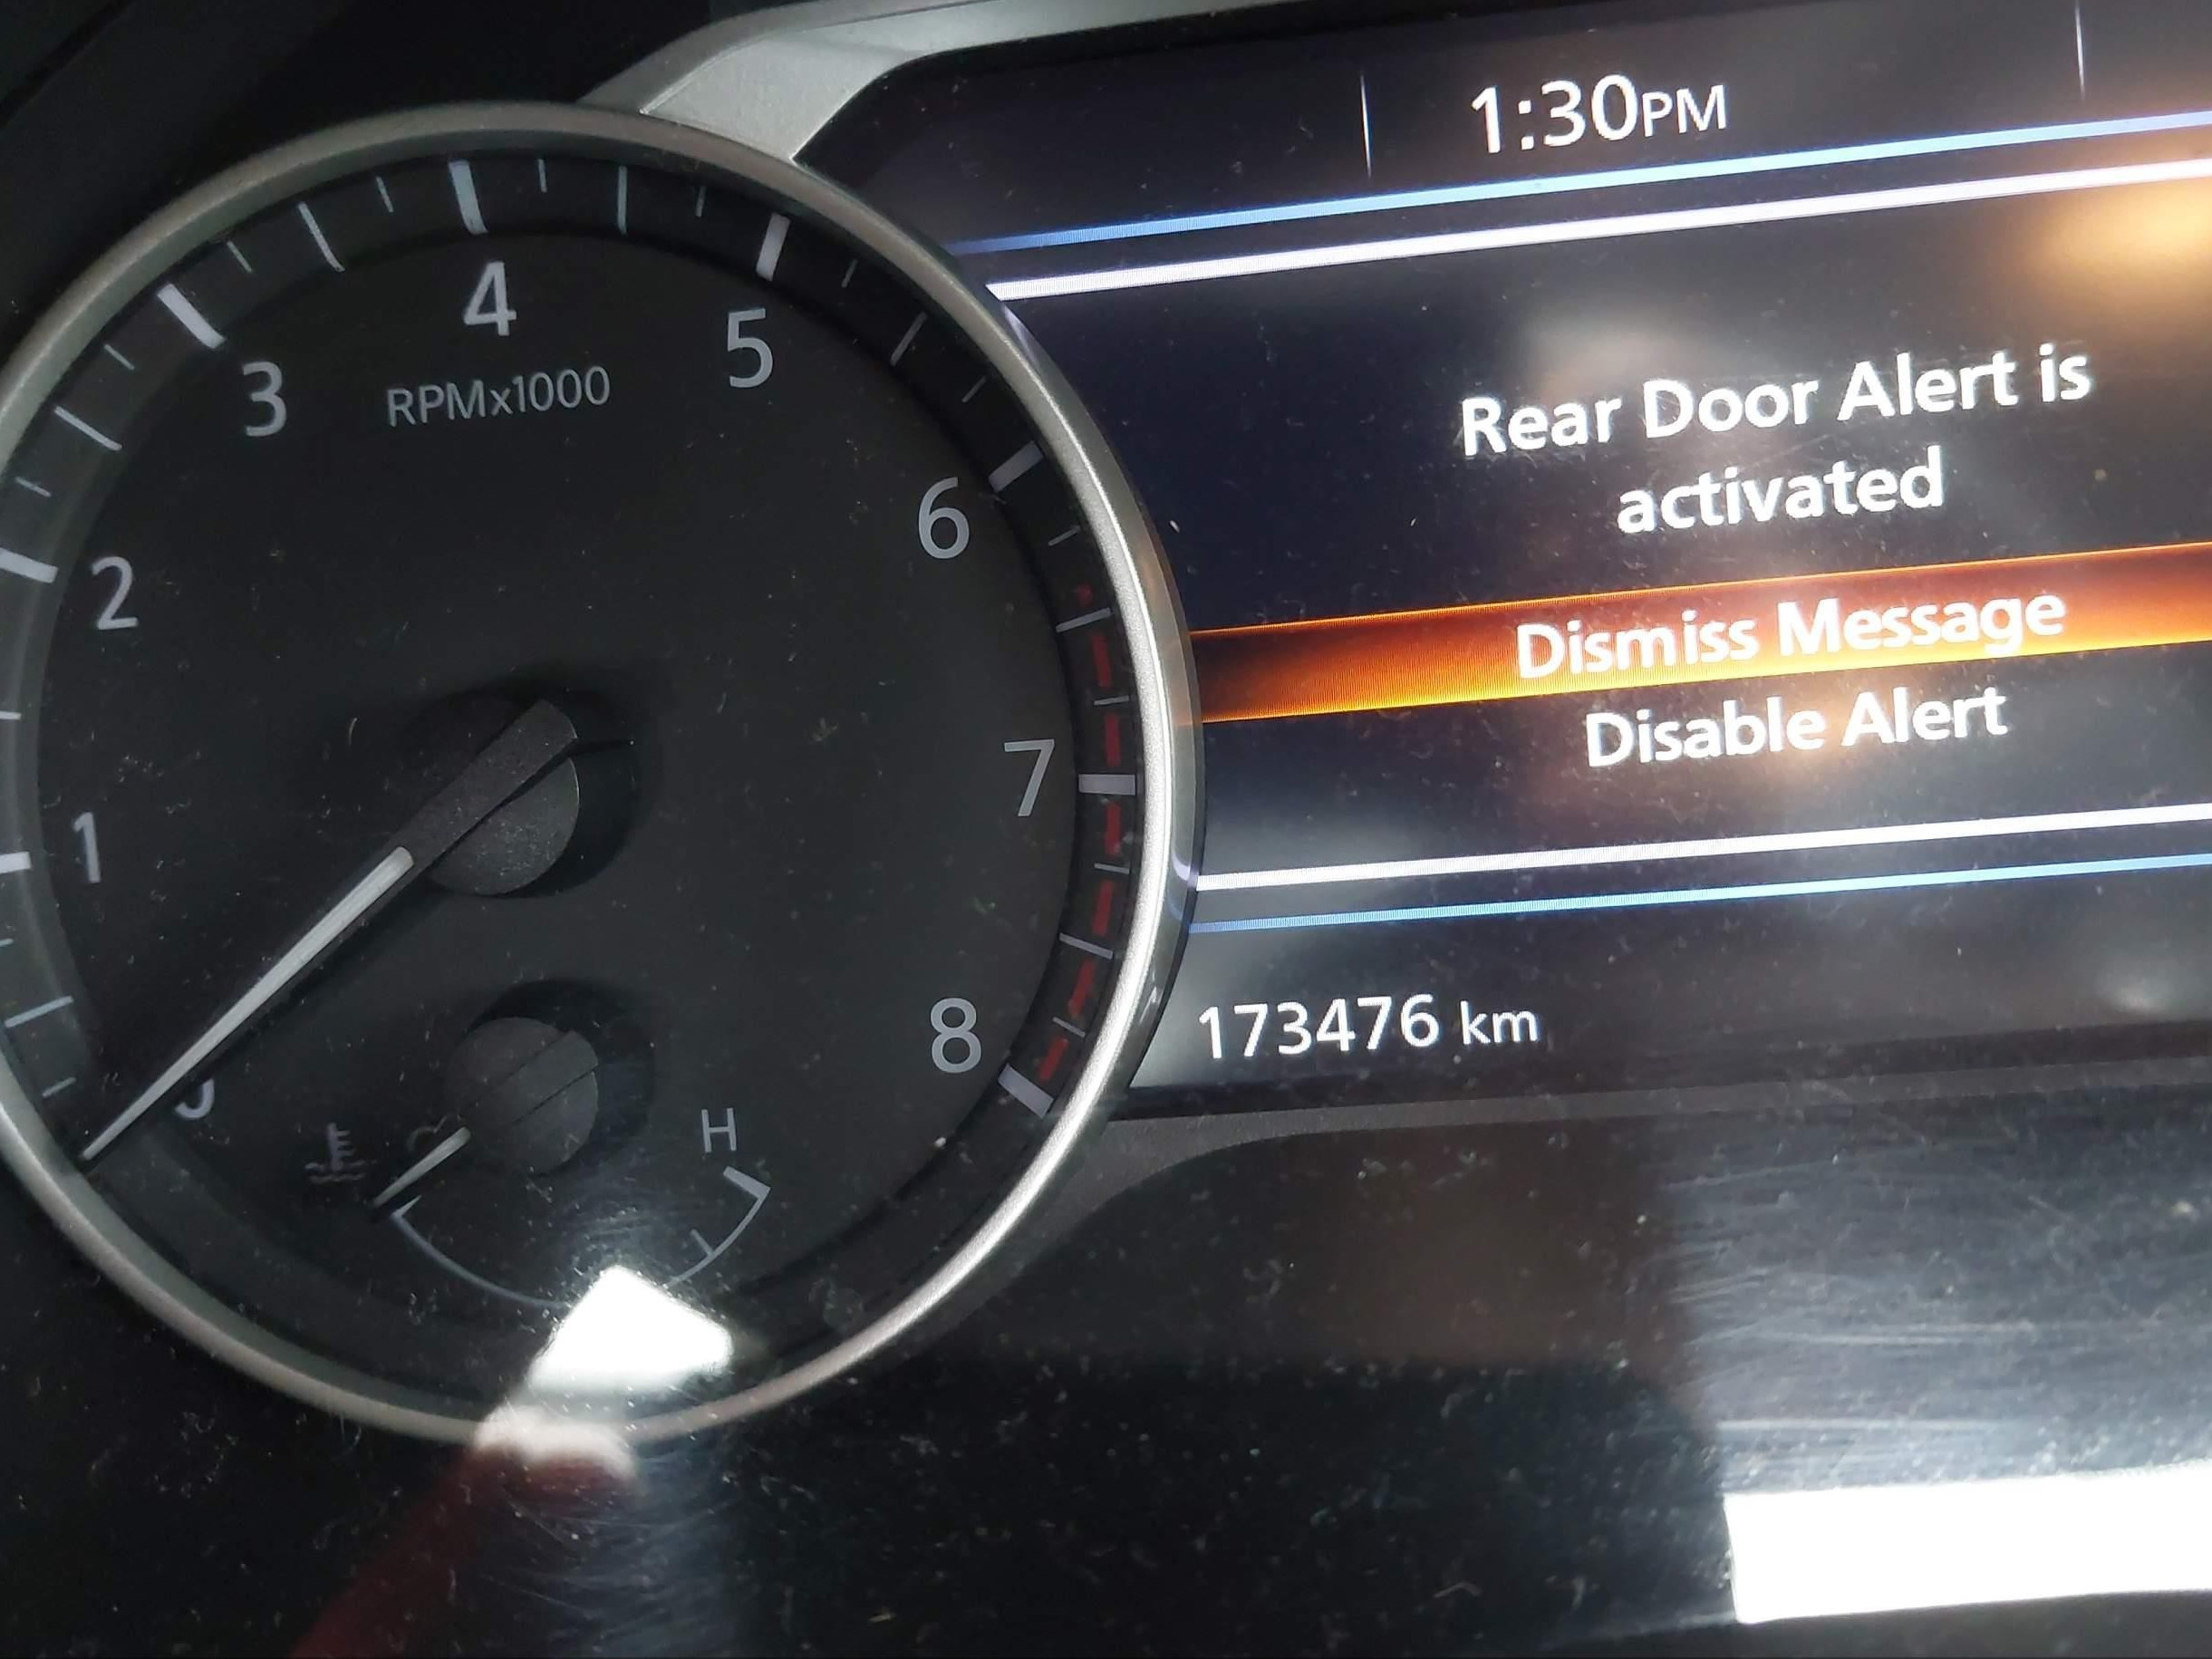 1:30PM
4
3
5
RPMx1000
Rear Door Alert is
activated
6
2
Dismiss Message
Disable Alert
7
1
8
173476 km
H